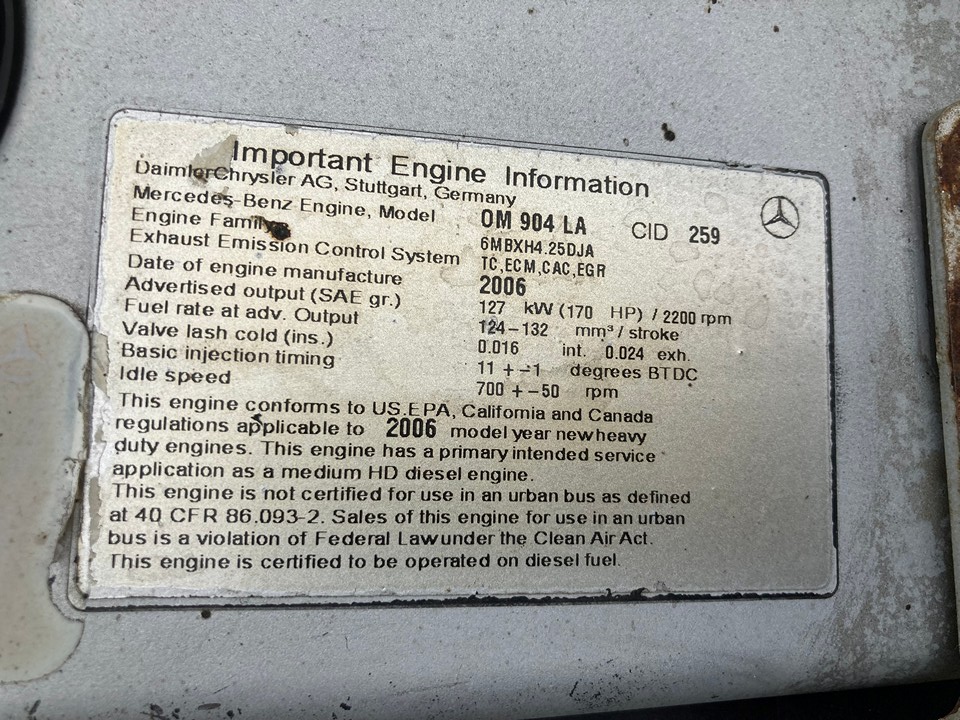 Important Engine Information
DaimlerChrysler AG, Stuttgart, Germany
Mercedes-Benz Engine, Model OM 904 LA CID 259
Engine Family 6MBXH4.25DJA
Exhaust Emission Control System TC,ECM,CAC,EGR
Date of engine manufacture 2006
Advertised output (SAE gr.) 127 kW (170 HP) / 2200 rpm
Fuel rate at adv. Output 124-132 mm³/ stroke
Valve lash cold (ins.) 0.016 int. 0.024 exh.
Basic injection timing 11 +-1 degrees BTDC
Idle speed 700 +-50 rpm
This engine conforms to US.EPA, California and Canada
regulations applicable to 2006 model year new heavy
duty engines. This engine has a primary intended service
application as a medium HD diesel engine.
This engine is not certified for use in an urban bus as defined
at 40 CFR 86.093-2. Sales of this engine for use in an urban
bus is a violation of Federal Law under the Clean Air Act.
This engine is certified to be operated on diesel fuel.